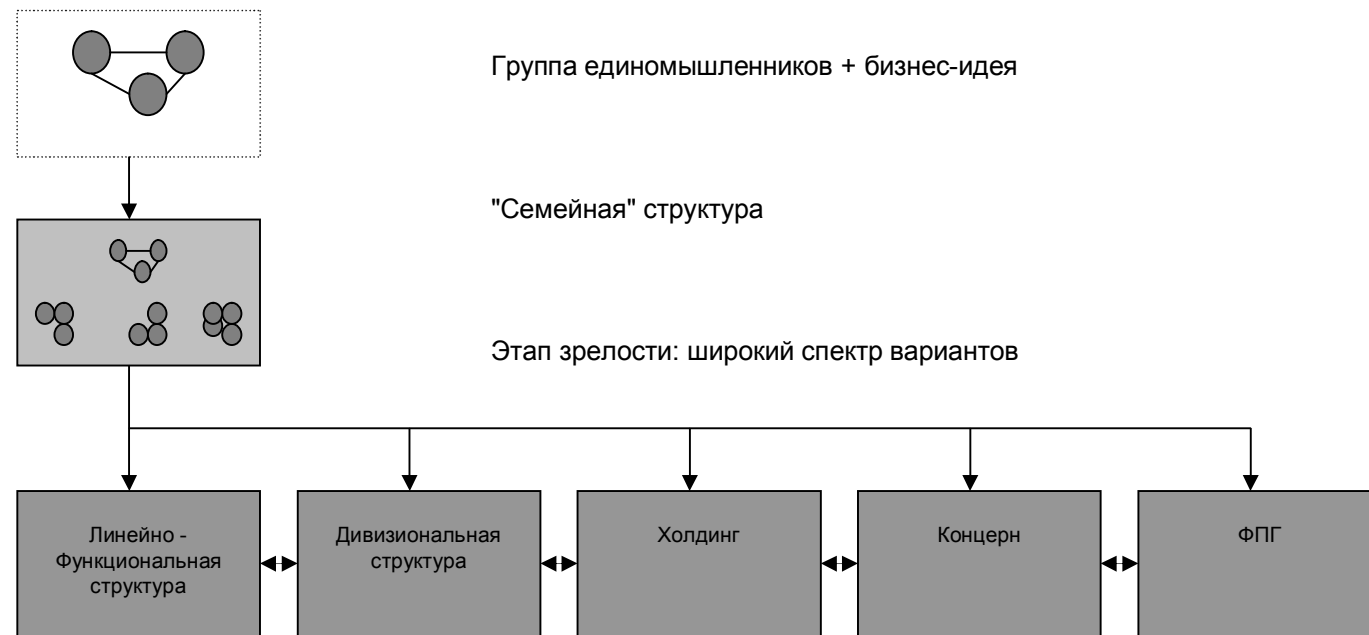 Группа единомышленников + бизнес-идея
"Семейная" структура
Этап зрелости: широкий спектр вариантов
Линейно -
Функциональная
структура
Дивизиональная
структура
Холдинг
Концерн
ФПГ